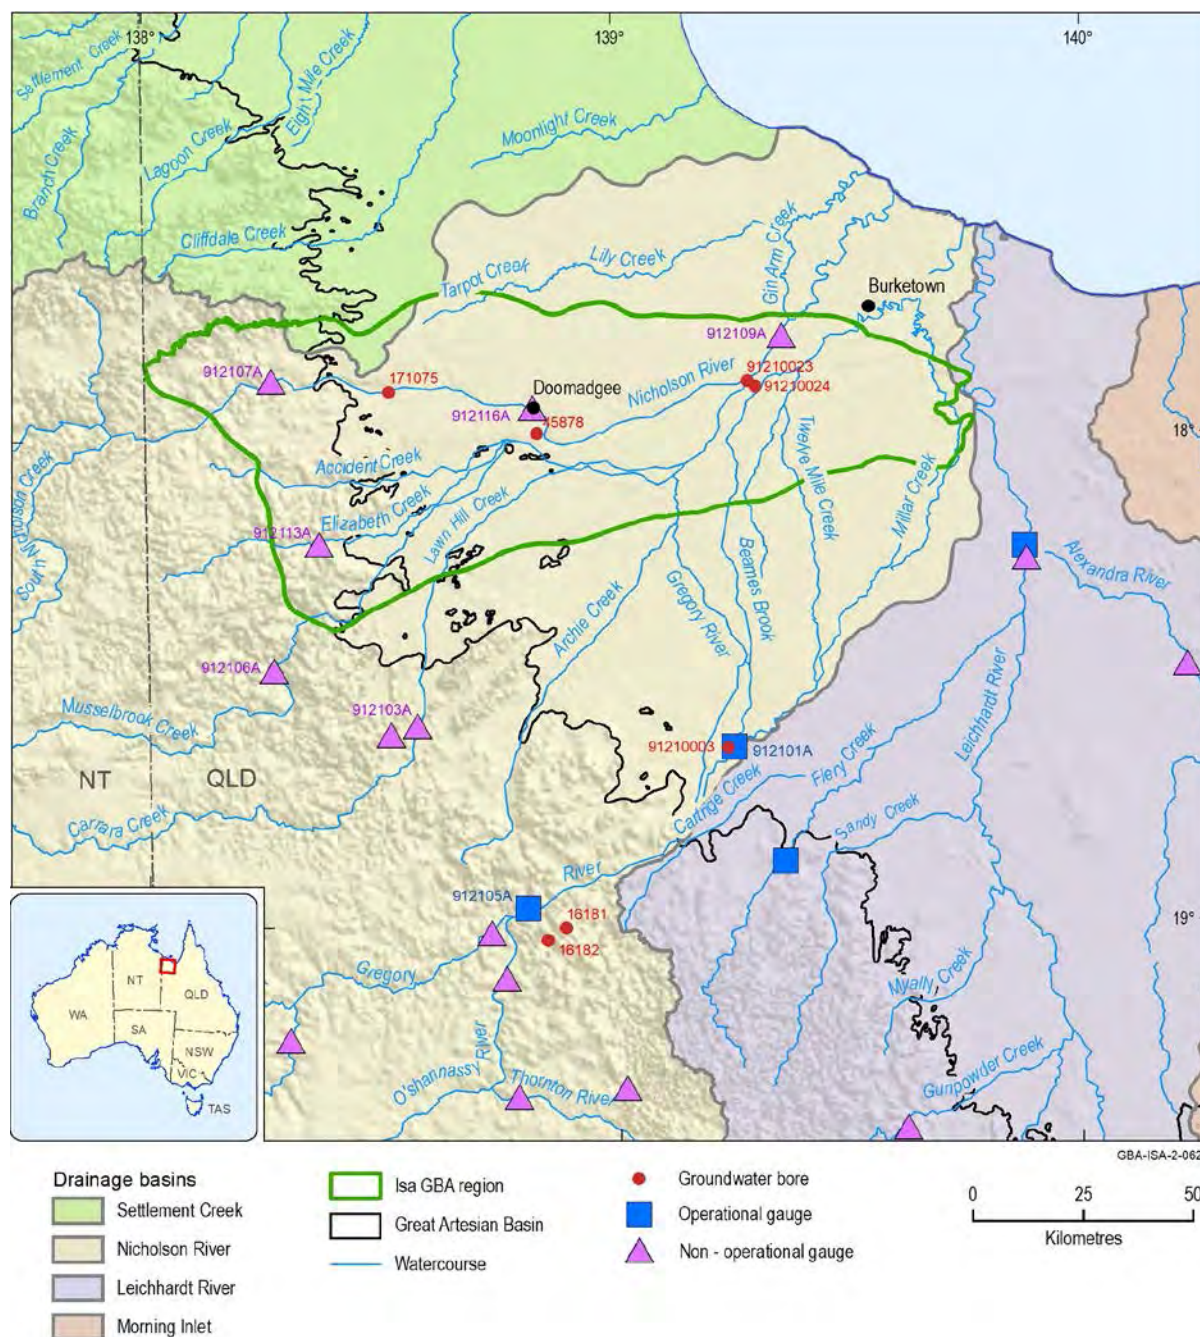 138°
139°
140°
Settlement Creek
Eight Mile Creek
Lagoon Creek
Branch Creek
Moonlight Creek
Cliffdale Creek
Tarpot Creek
Lily Creek
Gin Arm Creek
Burketown
912109A
912107A
171075
Doomadgee
912116A
45878
Nicholson River
91210023
91210024
18°
South Nicholson Creek
Accident Creek
Elizabeth Creek
912113A
Lawn Hill Creek
Twelve Mile Creek
Millar Creek
Beames Brook
Gregory River
Archie Creek
Alexandra River
Leichhardt River
912106A
Musselbrook Creek
912103A
91210003
912101A
NT
QLD
Carrara Creek
Cartridge Creek
Fiery Creek
Sandy Creek
912105A
River
16181
16182
19°
Gregory
O'shannassy River
Thornton River
Myally Creek
Gunpowder Creek
WA
NT
SA
QLD
NSW
VIC
TAS
GBA-ISA-2-062
Drainage basins
Settlement Creek
Nicholson River
Leichhardt River
Morning Inlet
Isa GBA region
Great Artesian Basin
Watercourse
Groundwater bore
Operational gauge
Non - operational gauge
0 25 50
Kilometres